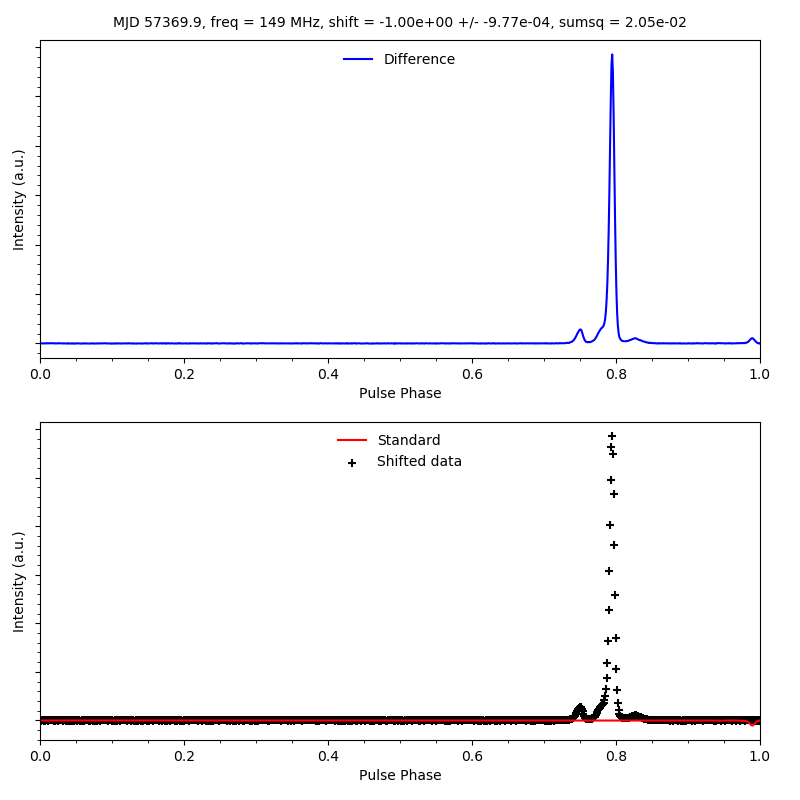 MJD 57369.9, freq = 149 MHz, shift = -1.00e+00 +/- -9.77e-04, sumsq = 2.05e-02
Difference
Intensity (a.u.)
0.0 0.2 0.4 0.6 0.8 1.0
Pulse Phase
Standard
Shifted data
Intensity (a.u.)
0.0 0.2 0.4 0.6 0.8 1.0
Pulse Phase